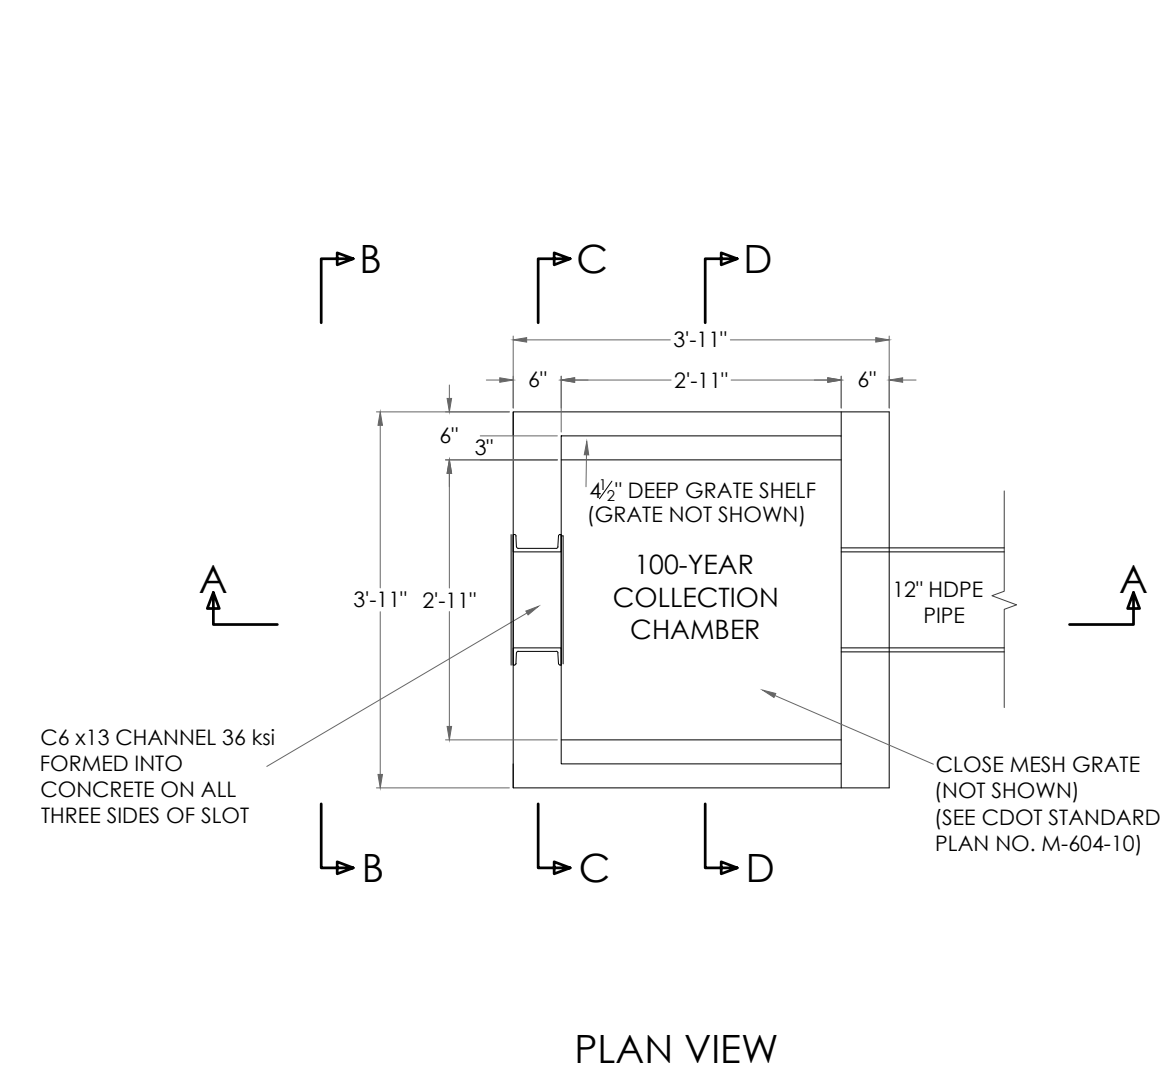 B
C
D
3'-11"
6"
2'-11"
6"
6"
3"
4½" DEEP GRATE SHELF
(GRATE NOT SHOWN)
100-YEAR
COLLECTION
CHAMBER
A
3'-11"
2'-11"
12" HDPE
PIPE
A
C6 x13 CHANNEL 36 ksi
FORMED INTO
CONCRETE ON ALL
THREE SIDES OF SLOT
CLOSE MESH GRATE
(NOT SHOWN)
(SEE CDOT STANDARD
PLAN NO. M-604-10)
B
C
D
PLAN VIEW